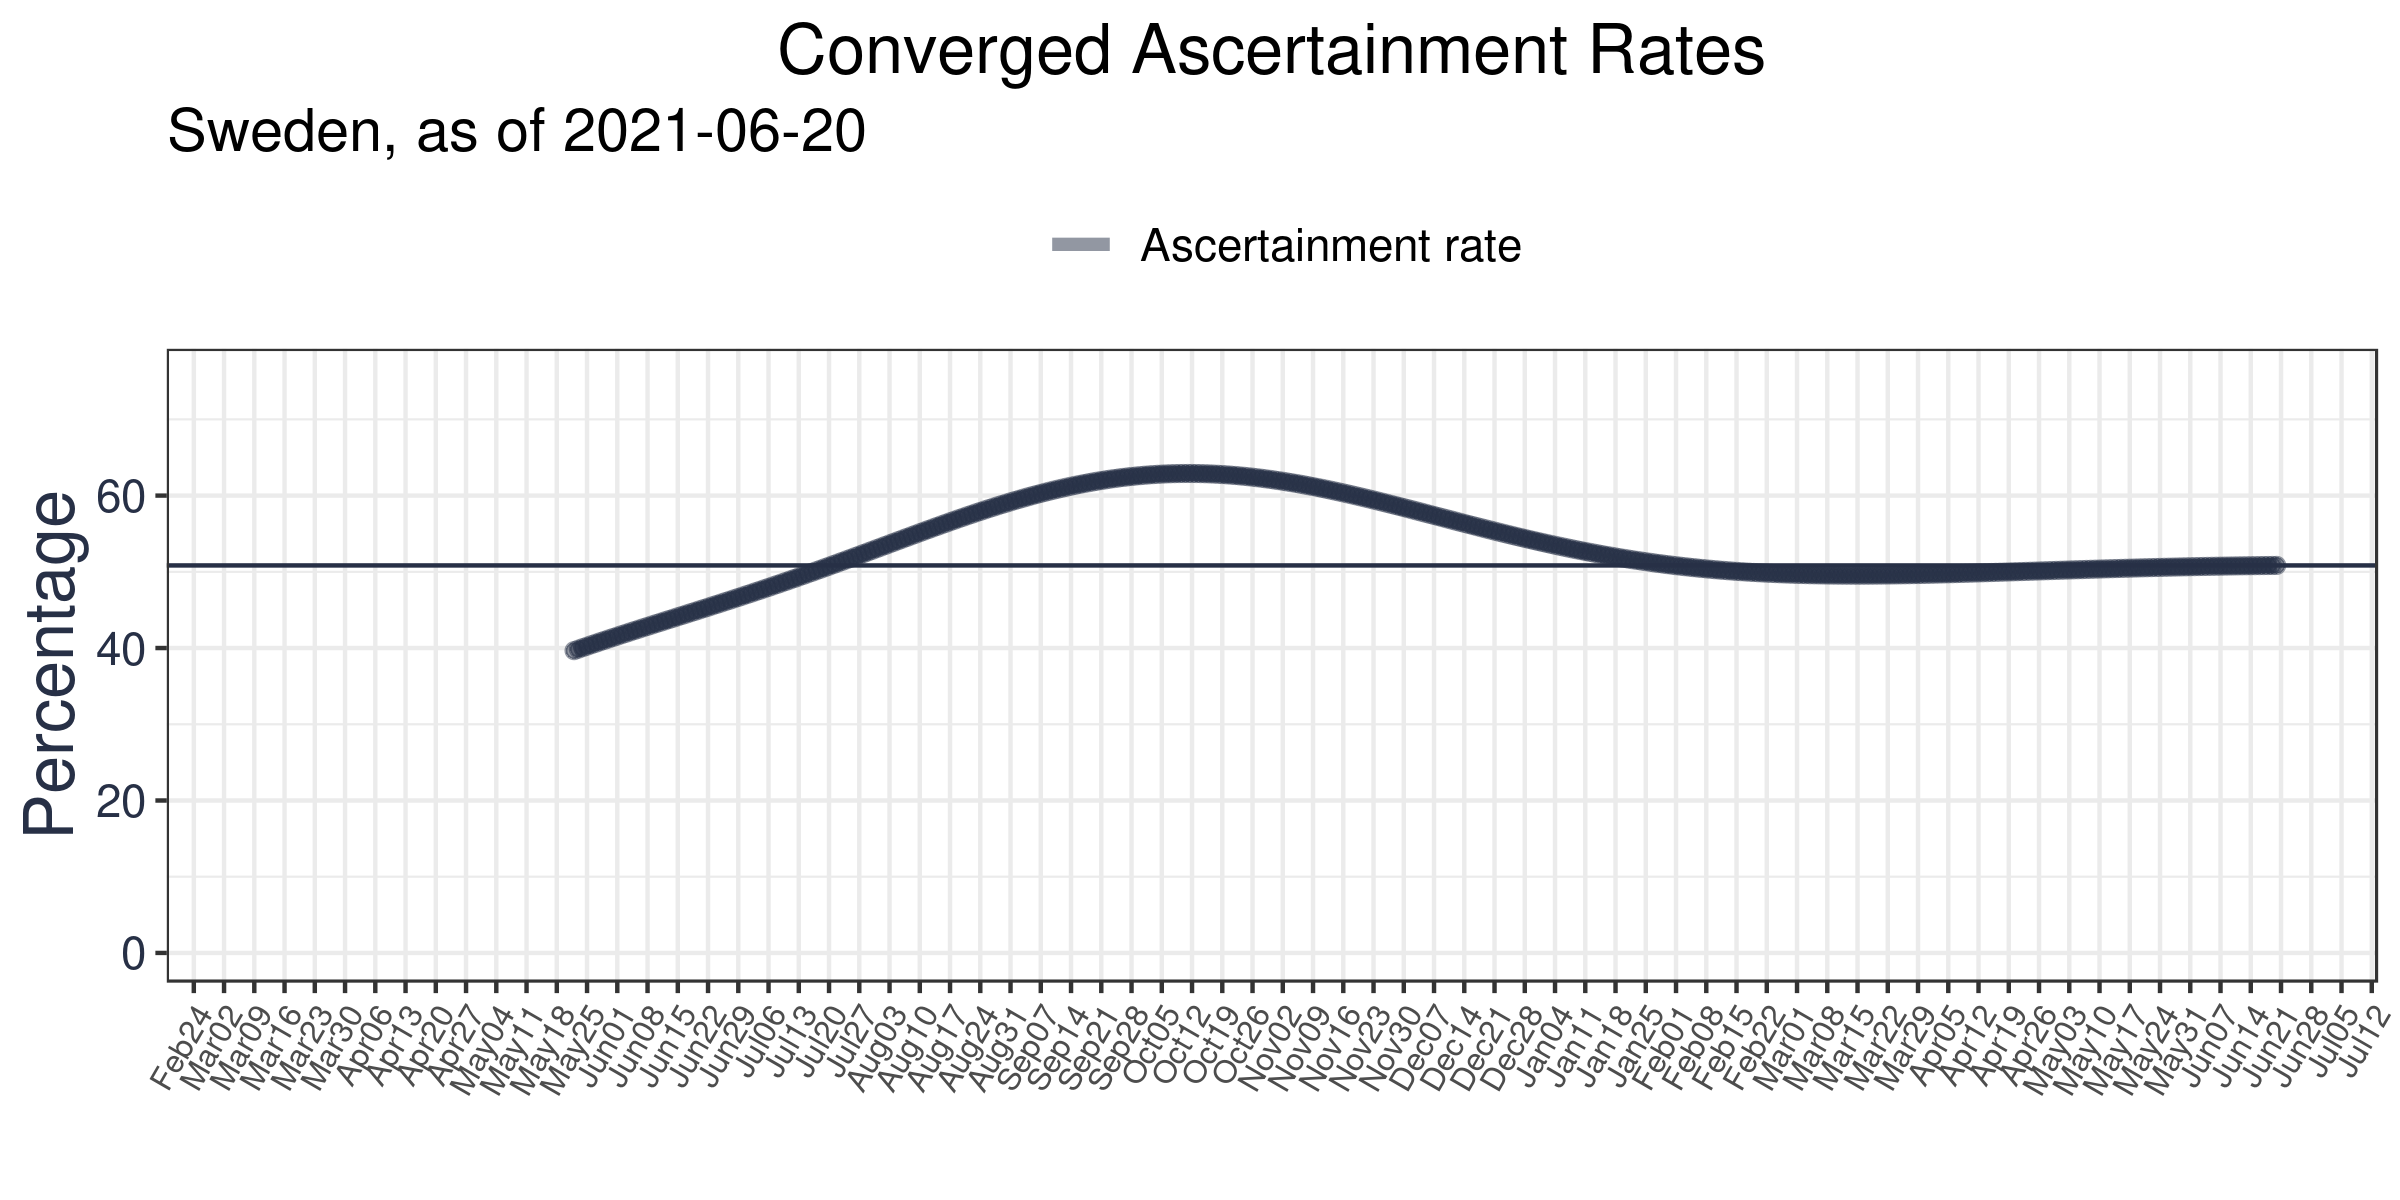 Converged Ascertainment Rates
Sweden, as of 2021-06-20
Ascertainment rate
Percentage
60
40
20
0
Feb24
Mar02
Mar09
Mar16
Mar23
Mar30
Apr06
Apr13
Apr20
Apr27
May04
May11
May18
May25
Jun01
Jun08
Jun15
Jun22
Jun29
Jul06
Jul13
Jul20
Jul27
Aug03
Aug10
Aug17
Aug24
Aug31
Sep07
Sep14
Sep21
Sep28
Oct05
Oct12
Oct19
Oct26
Nov02
Nov09
Nov16
Nov23
Nov30
Dec07
Dec14
Dec21
Dec28
Jan04
Jan11
Jan18
Jan25
Feb01
Feb08
Feb15
Feb22
Mar01
Mar08
Mar15
Mar22
Mar29
Apr05
Apr12
Apr19
Apr26
May03
May10
May17
May24
May31
Jun07
Jun14
Jun21
Jun28
Jul05
Jul12